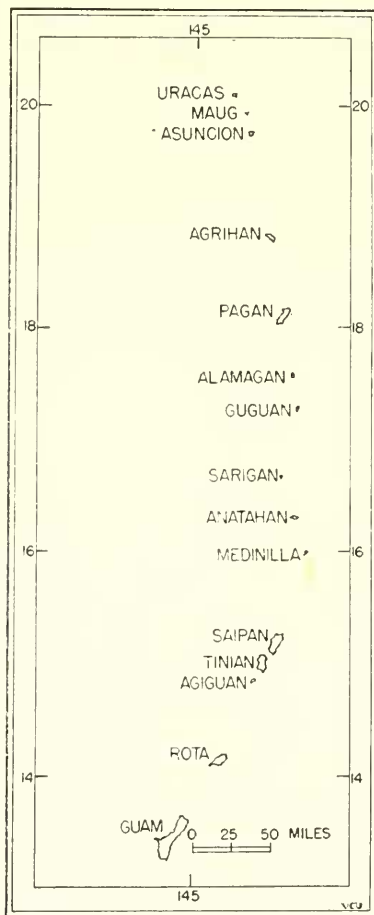 145
URACAS
20 20
MAUG
ASUNCION
AGRIHAN
PAGAN
18 18
ALAMAGAN
GUGUAN
SARIGAN
ANATAHAN
16 16
MEDINILLA
SAIPAN
TINIAN
AGIGUAN
ROTA
14 14
GUAM
0 25 50 MILES
145